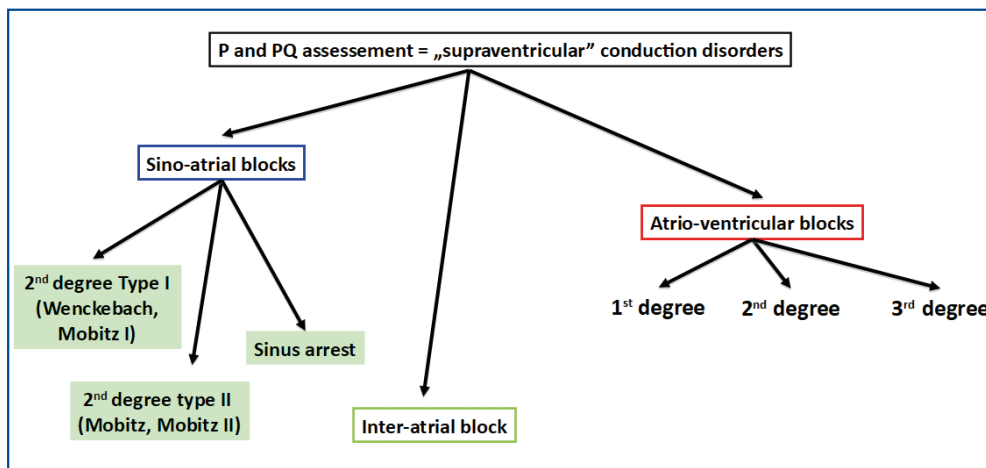 P and PQ assessement = „supraventricular” conduction disorders
Sino-atrial blocks
Atrio-ventricular blocks
2nd degree Type I
(Wenckebach,
Mobitz I)
1st degree
2nd degree
3rd degree
Sinus arrest
2nd degree type II
(Mobitz, Mobitz II)
Inter-atrial block